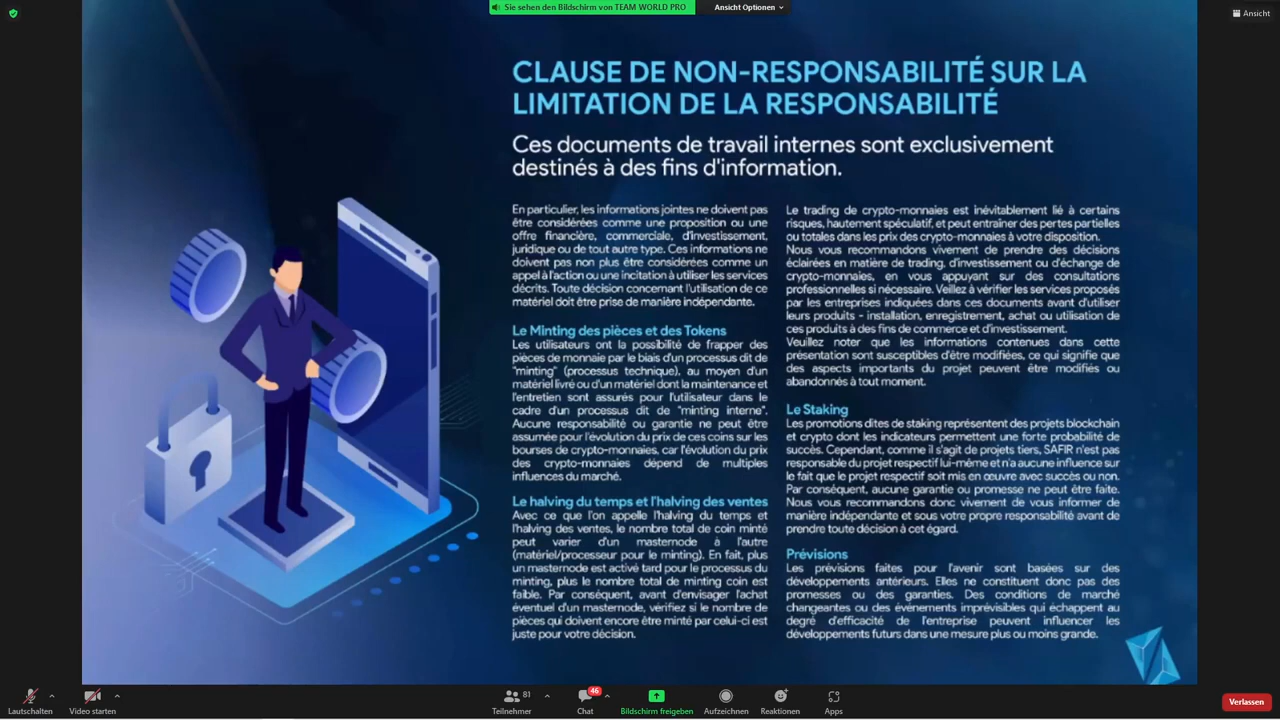 Sie sehen den Bildschirm von TEAM WORLD PRO
Ansicht Optionen
Ansicht
CLAUSE DE NON-RESPONSABILITÉ SUR LA
LIMITATION DE LA RESPONSABILITÉ
Ces documents de travail internes sont exclusivement
destinés à des fins d'information.
En particulier, les informations jointes ne doivent pas
être considérées comme une proposition ou une
offre financière, commerciale, d'investissement,
juridique ou de tout autre type. Ces informations ne
doivent pas non plus être considérées comme un
appel à l'action ou une incitation à utiliser les services
décrits. Toute décision concernant l'utilisation de ce
matériel doit être prise de manière indépendante.
Le Minting des pièces et des Tokens
Les utilisateurs ont la possibilité de frapper des
pièces de monnaie par le biais d'un processus dit de
"minting" (processus technique), au moyen d'un
matériel livré ou d'un matériel dont la maintenance et
l'entretien sont assurés pour l'utilisateur dans le
cadre d'un processus dit de "minting interne".
Aucune responsabilité ou garantie ne peut être
assumée pour l'évolution du prix de ces coins sur les
bourses de crypto-monnaies, car l'évolution du prix
des crypto-monnaies dépend de multiples
influences du marché.
Le halving du temps et l'halving des ventes
Avec ce que l'on appelle l'halving du temps et
l'halving des ventes, le nombre total de coin minté
peut varier d'un masternode à l'autre
(matériel/processeur pour le minting). En fait, plus
un masternode est activé tard pour le processus du
minting, plus le nombre total de minting coin est
faible. Par conséquent, avant d'envisager l'achat
éventuel d'un masternode, vérifiez si le nombre de
pièces qui doivent encore être minté par celui-ci est
juste pour votre décision.
Le trading de crypto-monnaies est inévitablement lié à certains
risques, hautement spéculatif, et peut entraîner des pertes partielles
ou totales dans les prix des crypto-monnaies à votre disposition.
Nous vous recommandons vivement de prendre des décisions
éclairées en matière de trading, d'investissement ou d'échange de
crypto-monnaies, en vous appuyant sur des consultations
professionnelles si nécessaire. Veillez à vérifier les services proposés
par les entreprises indiquées dans ces documents avant d'utiliser
leurs produits - installation, enregistrement, achat ou utilisation de
ces produits à des fins de commerce et d'investissement.
Veuillez noter que les informations contenues dans cette
présentation sont susceptibles d'être modifiées, ce qui signifie que
des aspects importants du projet peuvent être modifiés ou
abandonnés à tout moment.
Le Staking
Les promotions dites de staking représentent des projets blockchain
et crypto dont les indicateurs permettent une forte probabilité de
succès. Cependant, comme il s'agit de projets tiers, SAFIR n'est pas
responsable du projet respectif lui-même et n'a aucune influence sur
le fait que le projet respectif soit mis en œuvre avec succès ou non.
Par conséquent, aucune garantie ou promesse ne peut être faite.
Nous vous recommandons donc vivement de vous informer de
manière indépendante et sous votre propre responsabilité avant de
prendre toute décision à cet égard.
Prévisions
Les prévisions faites pour l'avenir sont basées sur des
développements antérieurs. Elles ne constituent donc pas des
promesses ou des garanties. Des conditions de marché
changeantes ou des événements imprévisibles qui échappent au
degré d'efficacité de l'entreprise peuvent influencer les
développements futurs dans une mesure plus ou moins grande.
Lautschalten
Video starten
81
Teilnehmer
46
Chat
Bildschirm freigeben
Aufzeichnen
Reaktionen
Apps
Verlassen